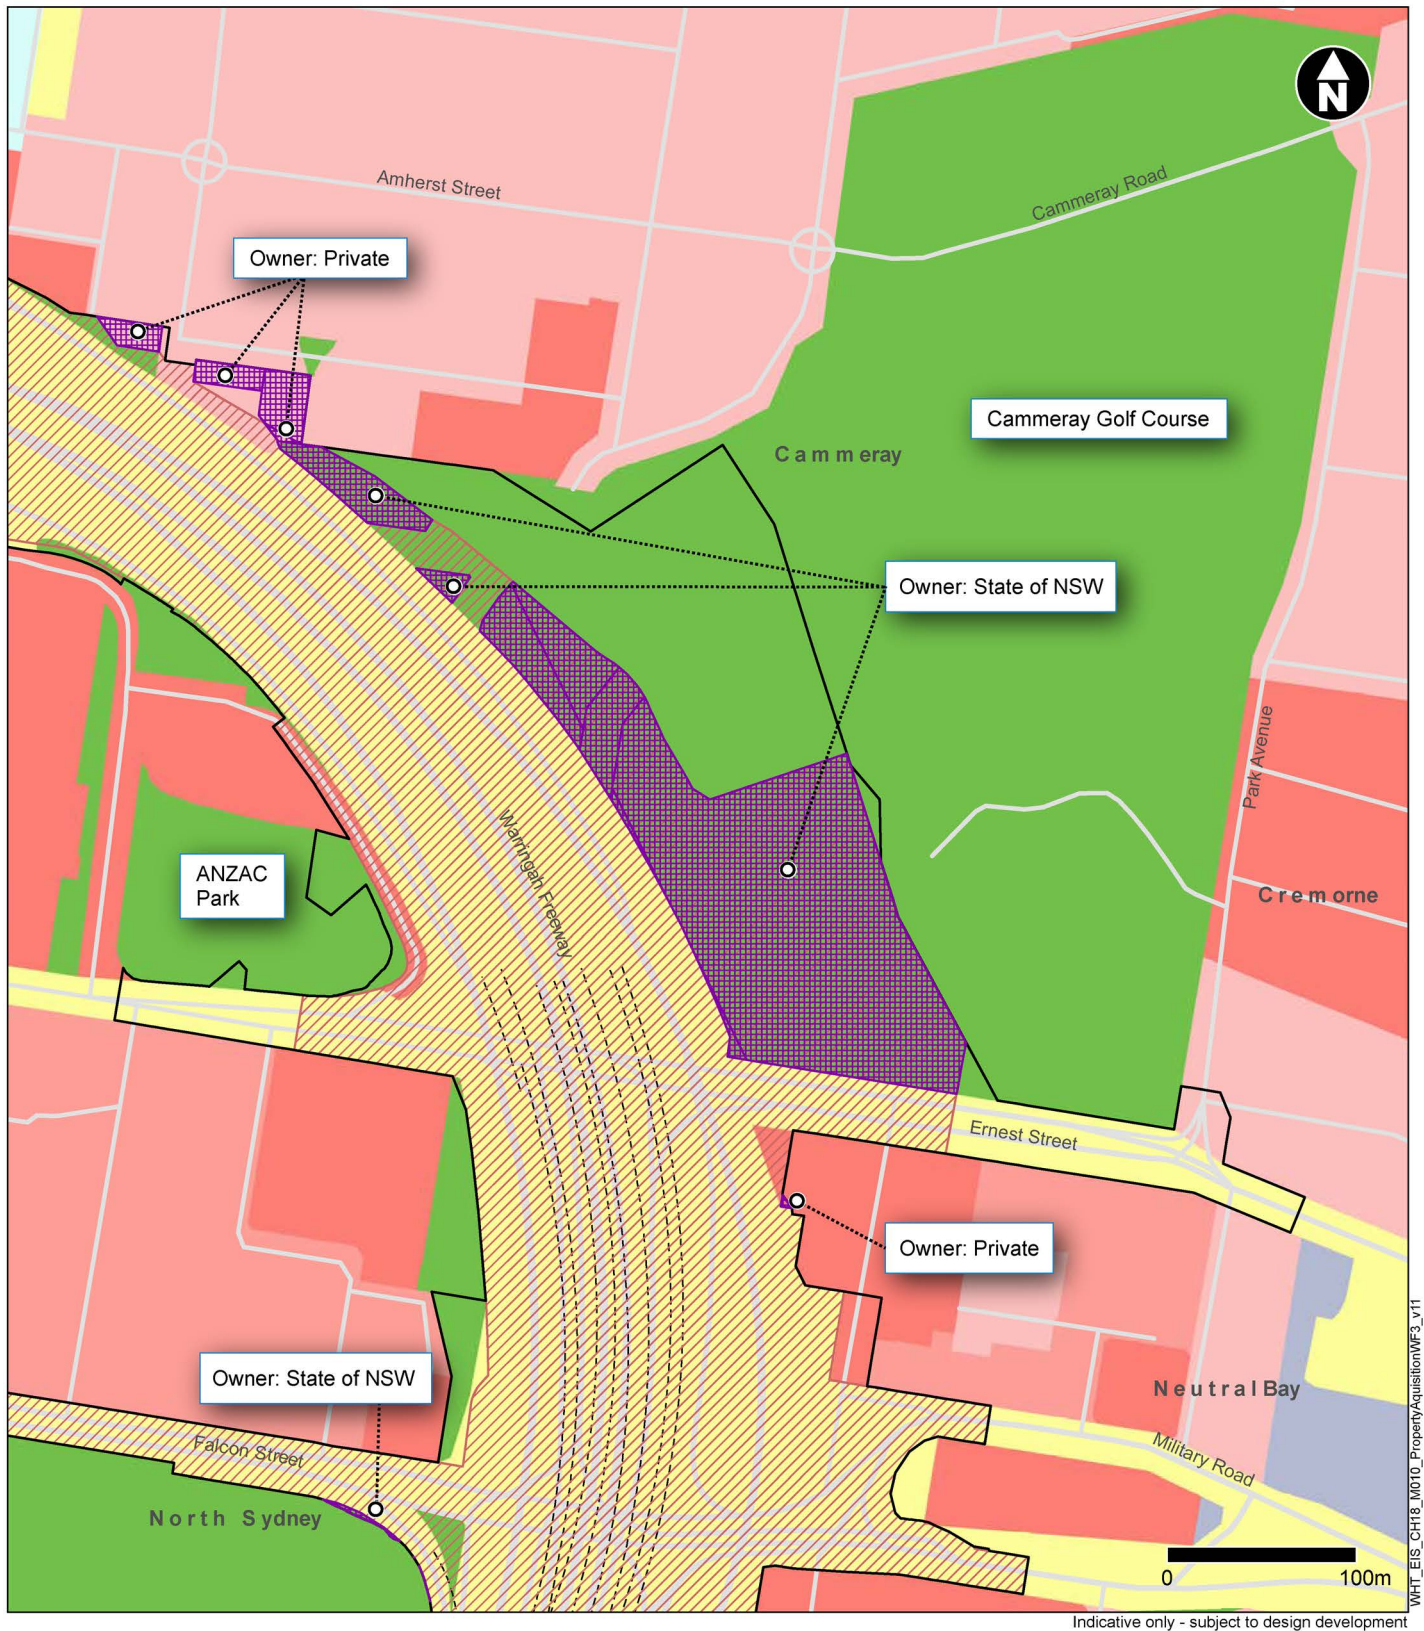 N
Amherst Street
Cammeray Road
Owner: Private
Cammeray Golf Course
Cammeray
Owner: State of NSW
Park Avenue
Warringah Freeway
ANZAC
Park
Cremorne
Ernest Street
Owner: Private
Owner: State of NSW
Neutral Bay
Falcon Street
Military Road
North Sydney
0 100m
WHT_EIS_CH18_M010_PropertyAcquisitionWF3_v11
Indicative only - subject to design development